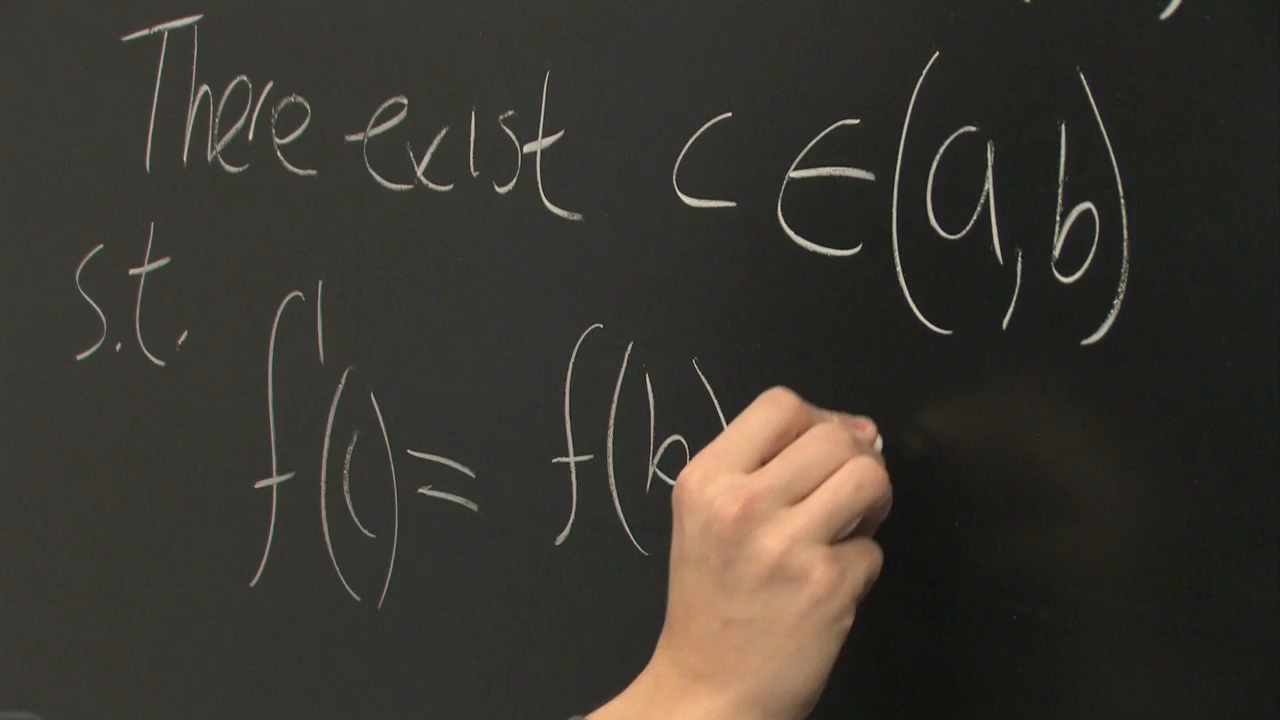 There exist c ∈ (a, b)
s.t.
f'(c) = f(b)